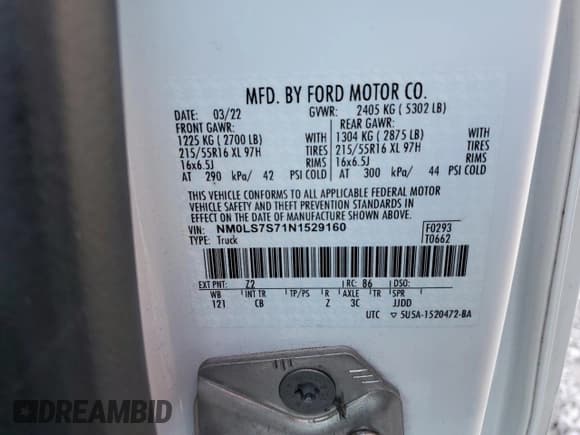 MFD. BY FORD MOTOR CO.
DATE: 03/22 GVWR: 2405 KG ( 5302 LB)
FRONT GAWR: REAR GAWR:
1225 KG ( 2700 LB) WITH 1304 KG ( 2875 LB) WITH
215/55R16 XL 97H TIRES 215/55R16 XL 97H TIRES
16x6.5J RIMS 16x6.5J RIMS
AT 290 kPa/ 42 PSI COLD AT 300 kPa/ 44 PSI COLD
THIS VEHICLE CONFORMS TO ALL APPLICABLE FEDERAL MOTOR
VEHICLE SAFETY AND THEFT PREVENTION STANDARDS IN
EFFECT ON THE DATE OF MANUFACTURE SHOWN ABOVE.
VIN: NM0LS7S71N1529160 F0293
TYPE: Truck T0662
EXT PNT: Z2 RC: 86 DSO:
WB INT TR TP/PS R AXLE TR SPR
121 CB Z 3C JJDD
UTC ▽ 5U5A-1520472-BA
DREAMBID